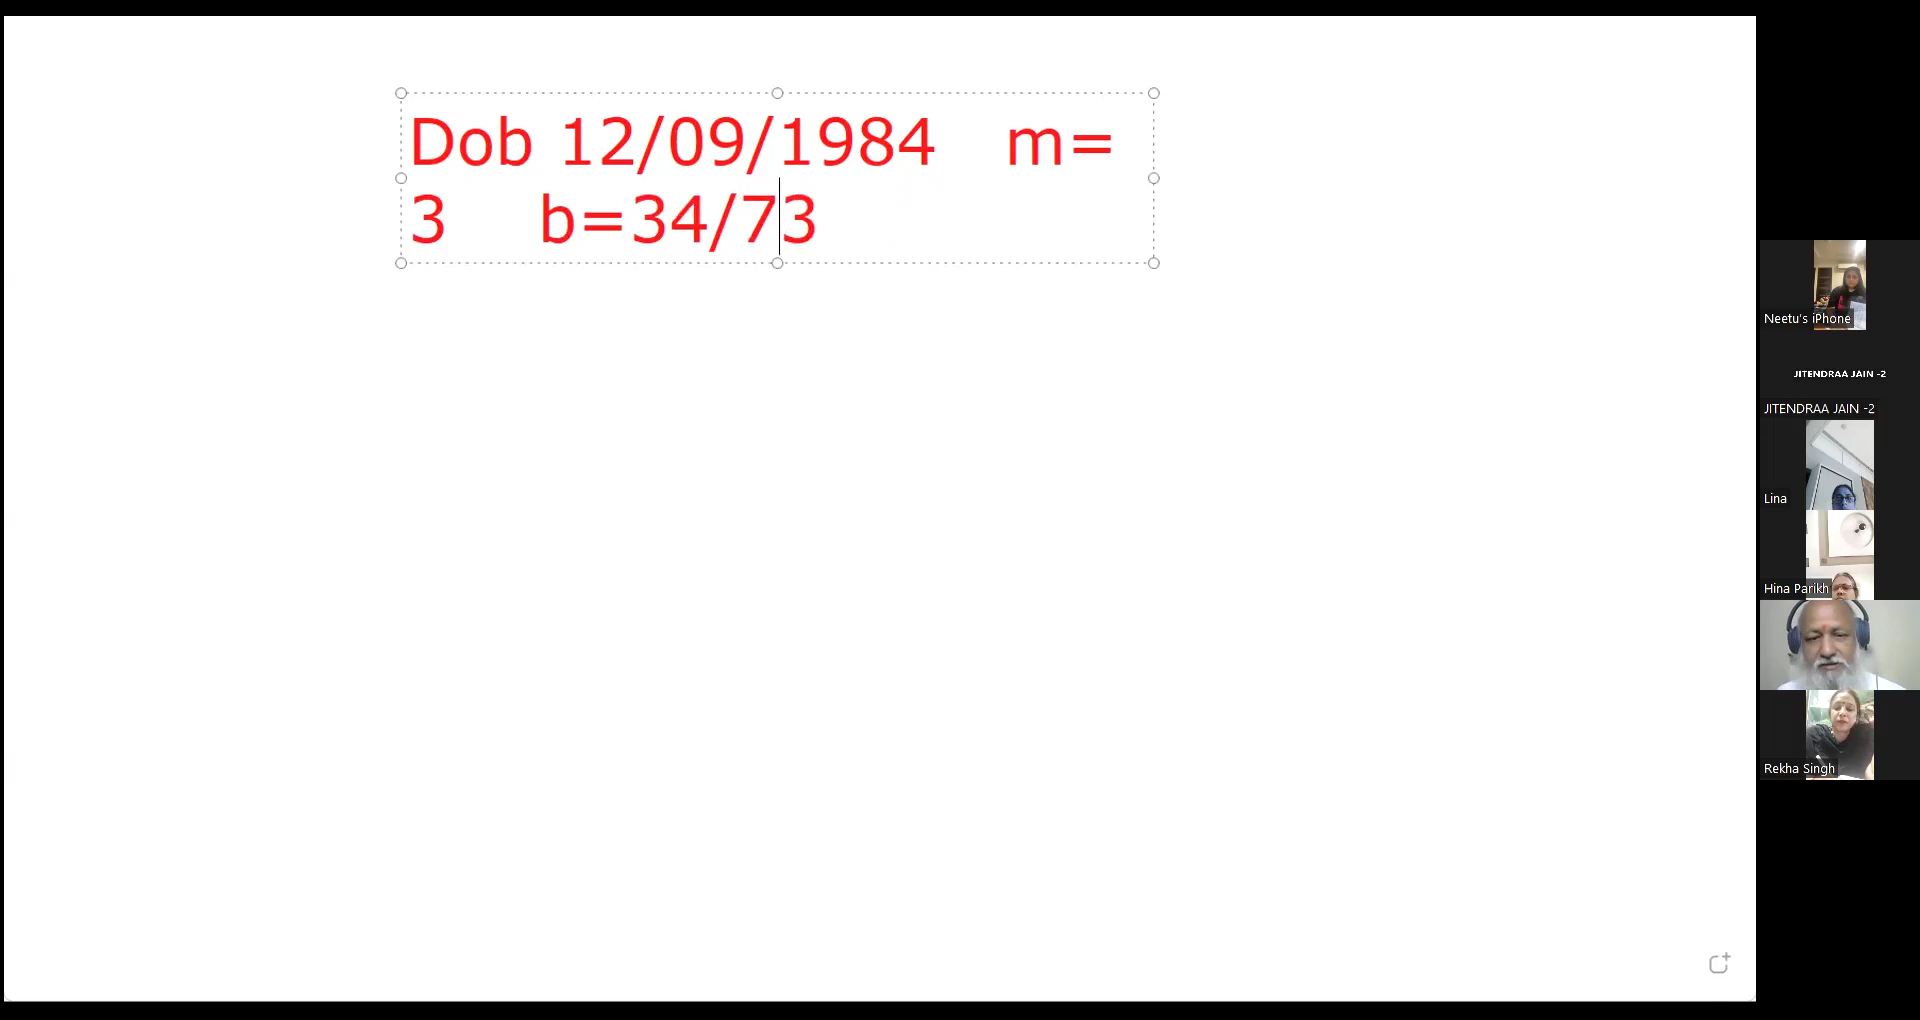 Dob 12/09/1984 m=
3 b=34/73
Neetu's iPhone
JITENDRAA JAIN -2
JITENDRAA JAIN -2
Lina
Hina Parikh
Rekha Singh